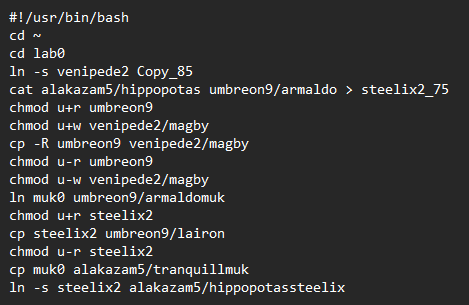 #!/usr/bin/bash
cd ~
cd lab0
ln -s venipede2 Copy_85
cat alakazam5/hippopotas umbreon9/armaldo > steelix2_75
chmod u+r umbreon9
chmod u+w venipede2/magby
cp -R umbreon9 venipede2/magby
chmod u-r umbreon9
chmod u-w venipede2/magby
ln muk0 umbreon9/armaldomuk
chmod u+r steelix2
cp steelix2 umbreon9/lairon
chmod u-r steelix2
cp muk0 alakazam5/tranquillmuk
ln -s steelix2 alakazam5/hippopotassteelix